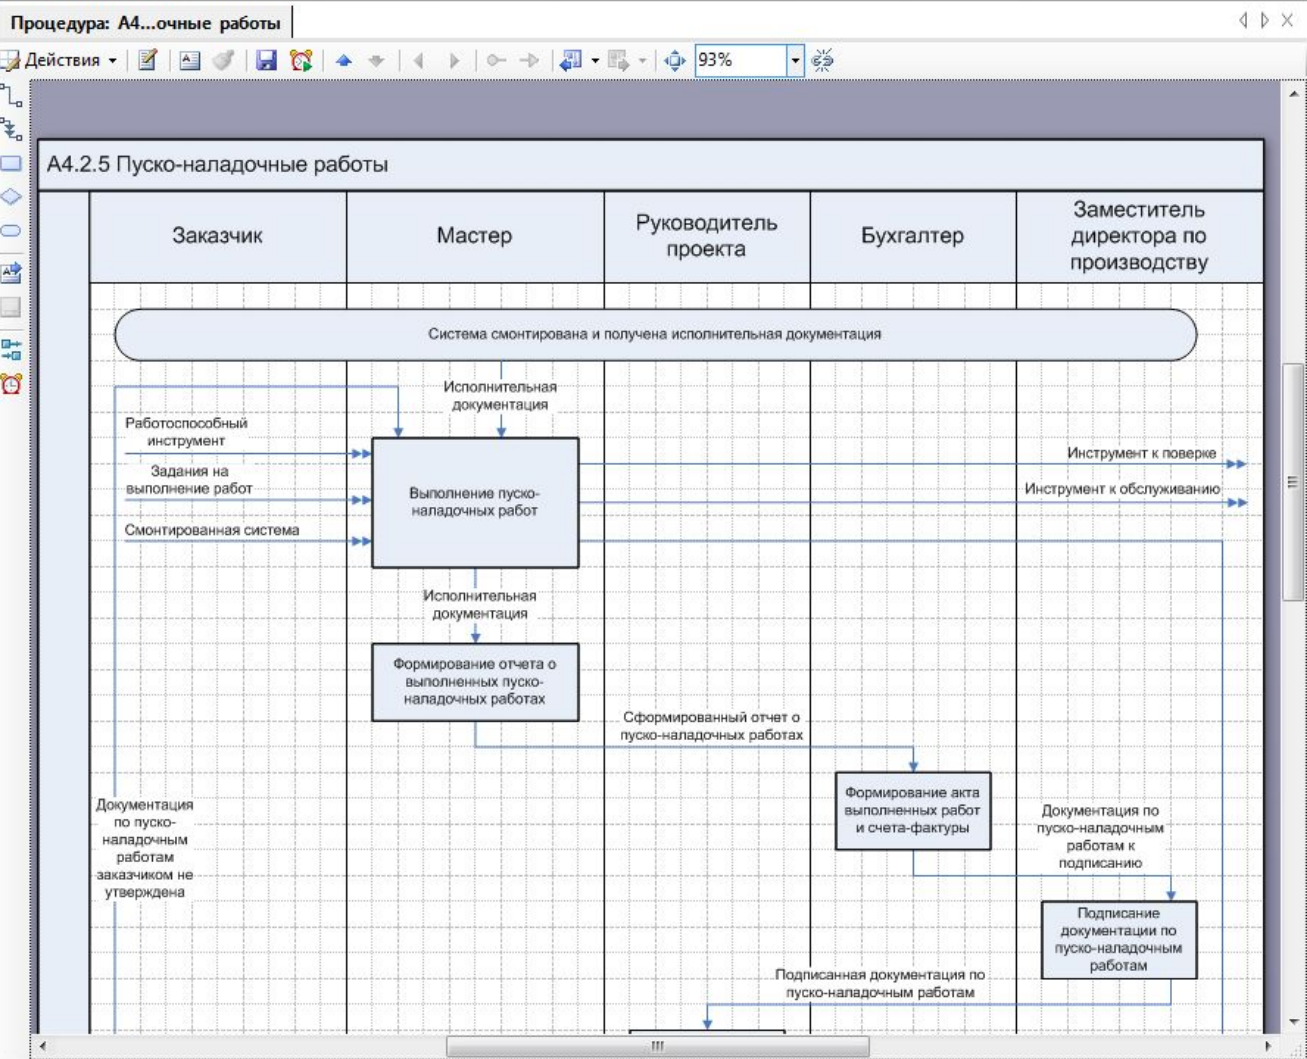 Процедура: А4...очные работы
Действия
93%
А4.2.5 Пуско-наладочные работы
Заказчик
Мастер
Руководитель
проекта
Бухгалтер
Заместитель
директора по
производству
Система смонтирована и получена исполнительная документация
Исполнительная
документация
Работоспособный
инструмент
Задания на
выполнение работ
Смонтированная система
Выполнение пуско-
наладочных работ
Инструмент к поверке
Инструмент к обслуживанию
Исполнительная
документация
Формирование отчета о
выполненных пуско-
наладочных работах
Сформированный отчет о
пуско-наладочных работах
Формирование акта
выполненных работ
и счета-фактуры
Документация
по пуско-
наладочным
работам
заказчиком не
утверждена
Документация по
пуско-наладочным
работам к
подписанию
Подписание
документации по
пуско-наладочным
работам
Подписанная документация по
пуско-наладочным работам